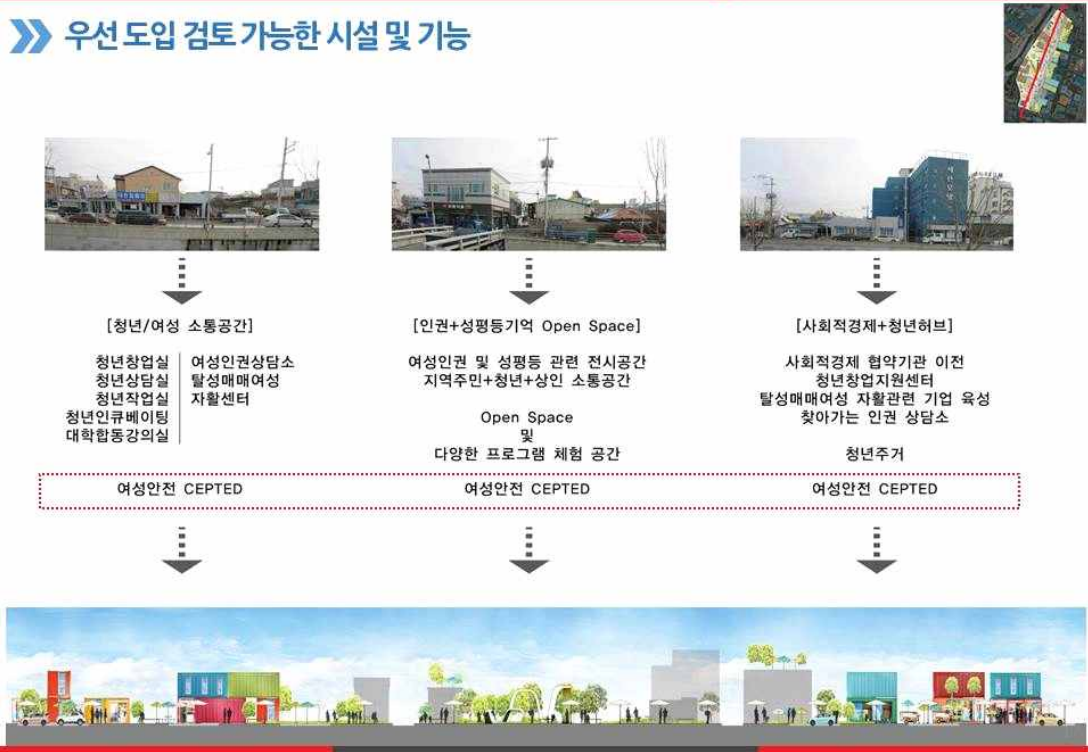 우선 도입 검토 가능한 시설 및 기능
[청년/여성 소통공간]
청년창업실
청년상담실
청년작업실
청년인큐베이팅
대학합동강의실
여성인권상담소
탈성매매여성
자활센터
여성안전 CEPTED
[인권+성평등기억 Open Space]
여성인권 및 성평등 관련 전시공간
지역주민+청년+상인 소통공간
Open Space
및
다양한 프로그램 체험 공간
여성안전 CEPTED
[사회적경제+청년허브]
사회적경제 협약기관 이전
청년창업지원센터
탈성매매여성 자활관련 기업 육성
찾아가는 인권 상담소
청년주거
여성안전 CEPTED